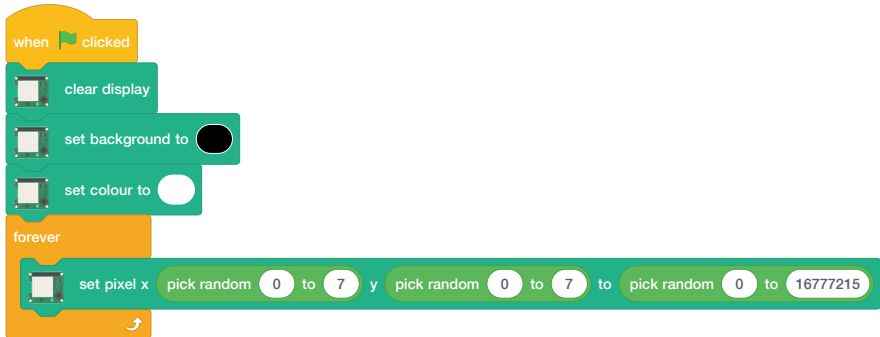 when clicked
clear display
set background to
set colour to
forever
set pixel x pick random 0 to 7 y pick random 0 to 7 to pick random 0 to 16777215